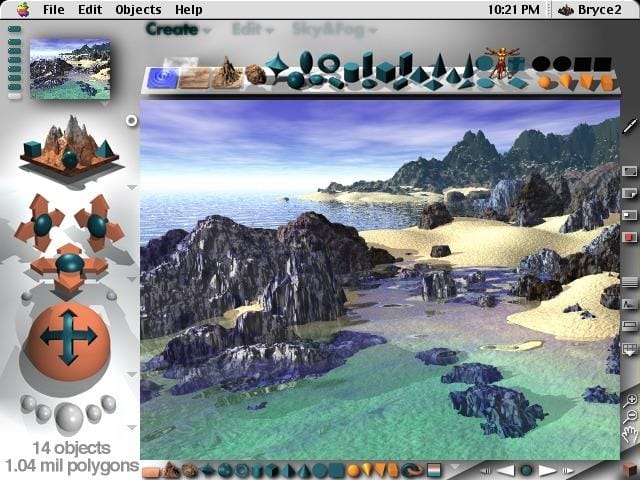 File Edit Objects Help 10:21 PM Bryce2
Create Edit Sky&Fog
14 objects
1.04 mil polygons